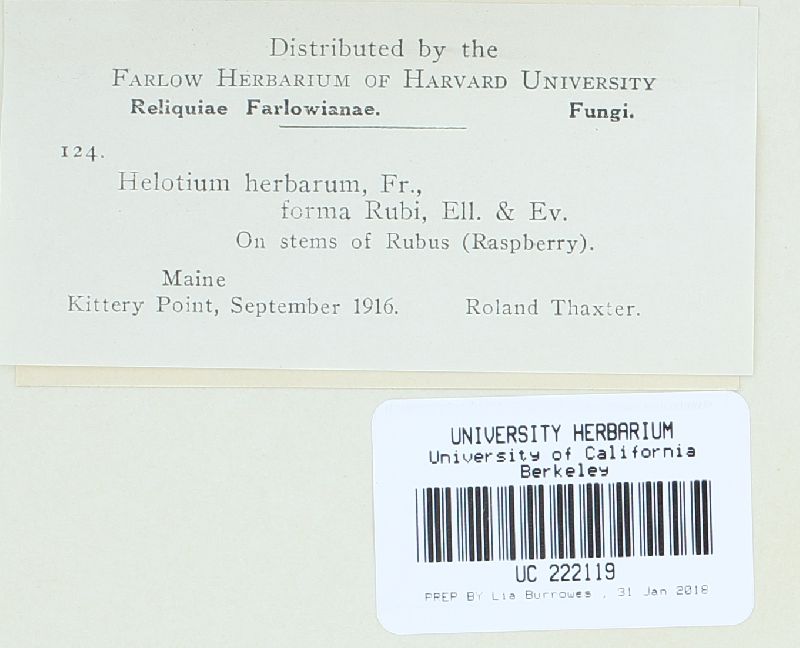 Distributed by the
Farlow Herbarium of Harvard University
Reliquiae Farlowianae. Fungi.
124.
Helotium herbarum, Fr.,
forma Rubi, Ell. & Ev.
On stems of Rubus (Raspberry).
Maine
Kittery Point, September 1916. Roland Thaxter.
UNIVERSITY HERBARIUM
University of California
Berkeley
UC 222119
PREP BY Lia Burrowes , 31 Jan 2018